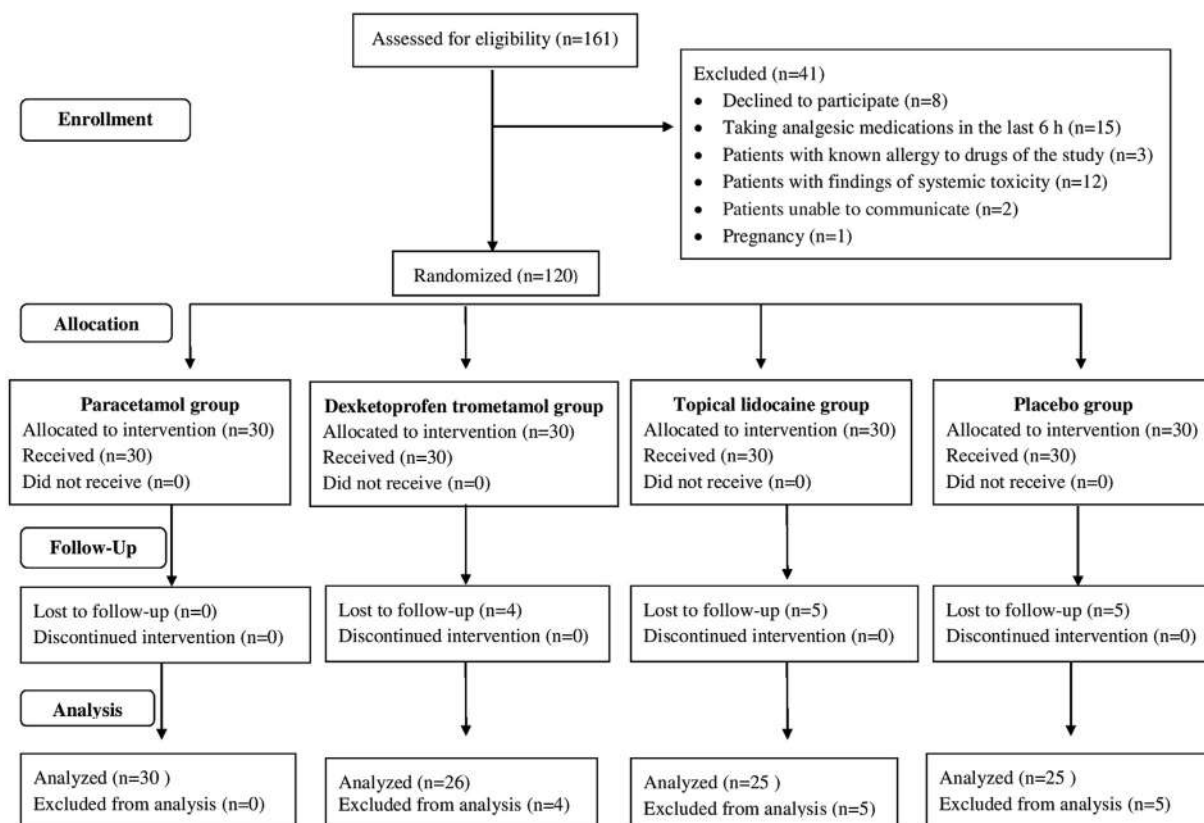 Assessed for eligibility (n=161)
Excluded (n=41)
• Declined to participate (n=8)
• Taking analgesic medications in the last 6 h (n=15)
• Patients with known allergy to drugs of the study (n=3)
• Patients with findings of systemic toxicity (n=12)
• Patients unable to communicate (n=2)
• Pregnancy (n=1)
Enrollment
Randomized (n=120)
Allocation
Paracetamol group
Allocated to intervention (n=30)
Received (n=30)
Did not receive (n=0)
Dexketoprofen trometamol group
Allocated to intervention (n=30)
Received (n=30)
Did not receive (n=0)
Topical lidocaine group
Allocated to intervention (n=30)
Received (n=30)
Did not receive (n=0)
Placebo group
Allocated to intervention (n=30)
Received (n=30)
Did not receive (n=0)
Follow-Up
Lost to follow-up (n=0)
Discontinued intervention (n=0)
Lost to follow-up (n=4)
Discontinued intervention (n=0)
Lost to follow-up (n=5)
Discontinued intervention (n=0)
Lost to follow-up (n=5)
Discontinued intervention (n=0)
Analysis
Analyzed (n=30 )
Excluded from analysis (n=0)
Analyzed (n=26)
Excluded from analysis (n=4)
Analyzed (n=25 )
Excluded from analysis (n=5)
Analyzed (n=25 )
Excluded from analysis (n=5)